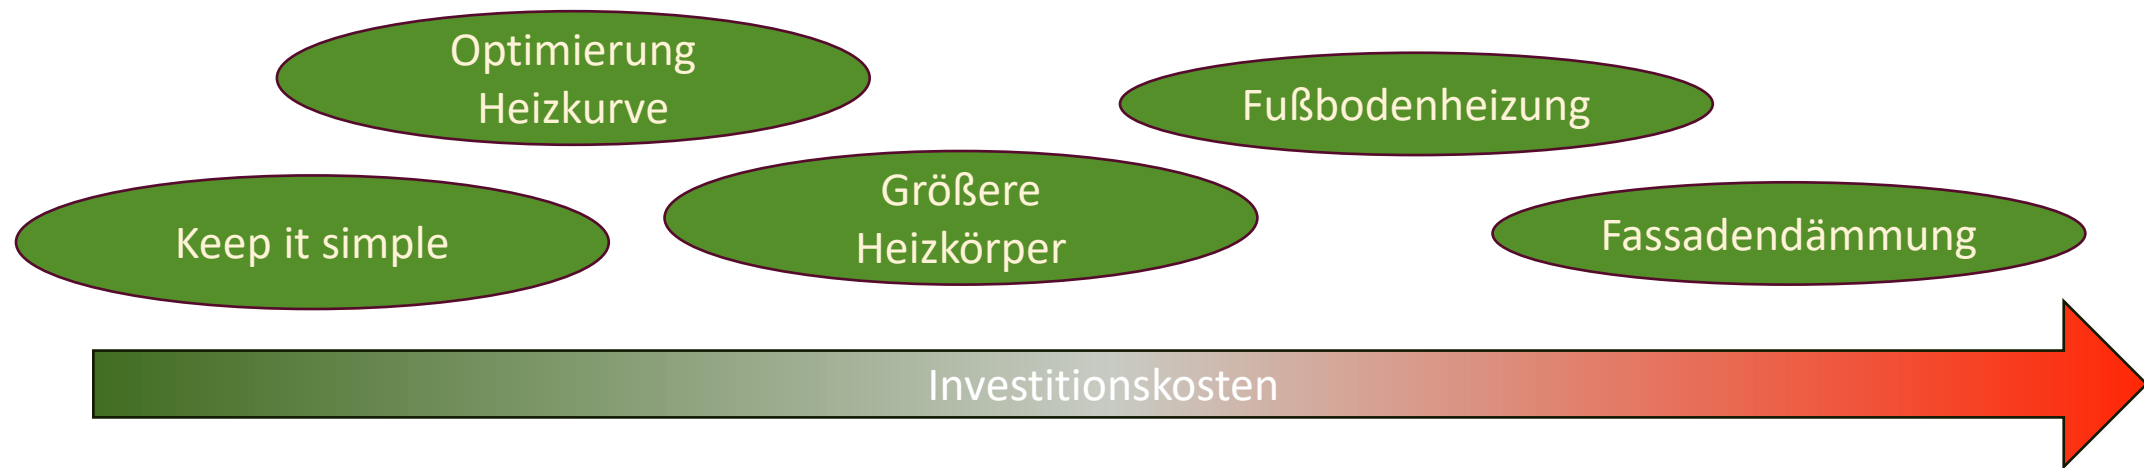 Optimierung
Heizkurve
Fußbodenheizung
Keep it simple
Größere
Heizkörper
Fassadendämmung
Investitionskosten